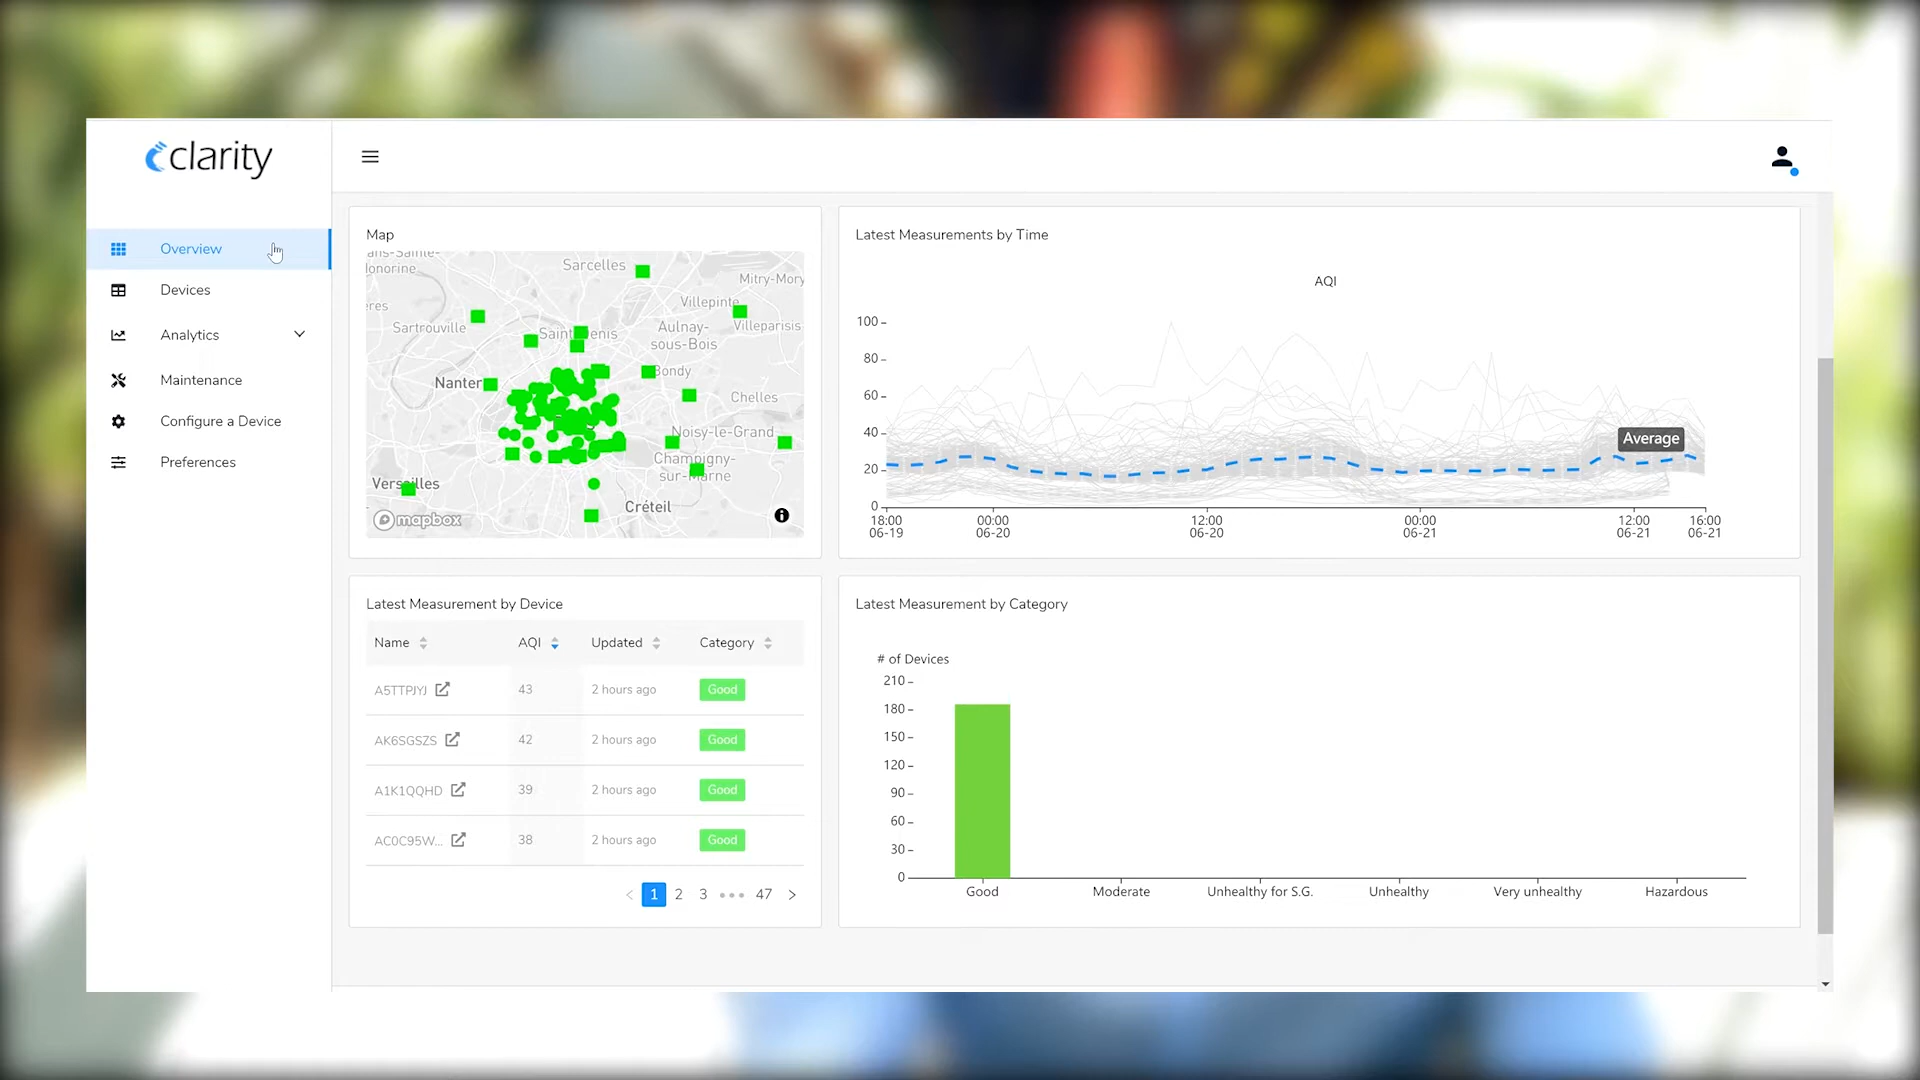 clarity
Overview
Devices
Analytics
Maintenance
Configure a Device
Preferences
Map
Sarcelles
Mitry-Mory
Villepinte
Sartrouville
Villeparisis
Aulnay-
sous-Bois
Bondy
Chelles
Noisy-le-Grand
Champigny-
sur-Marne
Créteil
mapbox
Latest Measurements by Time
AQI
100
80
60
40
20
0
Average
18:00 00:00 12:00 00:00 12:00 16:00
06-19 06-20 06-20 06-21 06-21 06-21
Latest Measurement by Device
Name AQI Updated Category
A5TTPJYJ 43 2 hours ago Good
AK6SGSZS 42 2 hours ago Good
A1K1QQHD 39 2 hours ago Good
AC0C95W... 38 2 hours ago Good
1 2 3 ••• 47
Latest Measurement by Category
# of Devices
210
180
150
120
90
60
30
0
Good Moderate Unhealthy for S.G. Unhealthy Very unhealthy Hazardous